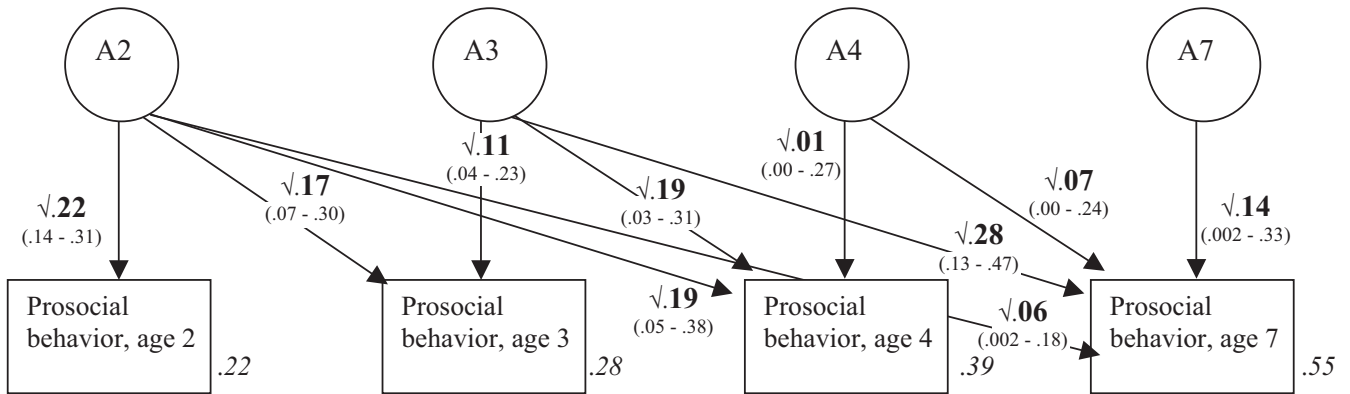 A2
A3
A4
A7
√.22
(.14 - .31)
√.17
(.07 - .30)
√.11
(.04 - .23)
√.19
(.03 - .31)
√.01
(.00 - .27)
√.07
(.00 - .24)
√.14
(.002 - .33)
√.28
(.13 - .47)
√.19
(.05 - .38)
√.06
(.002 - .18)
Prosocial
behavior, age 2
.22
Prosocial
behavior, age 3
.28
Prosocial
behavior, age 4
.39
Prosocial
behavior, age 7
.55